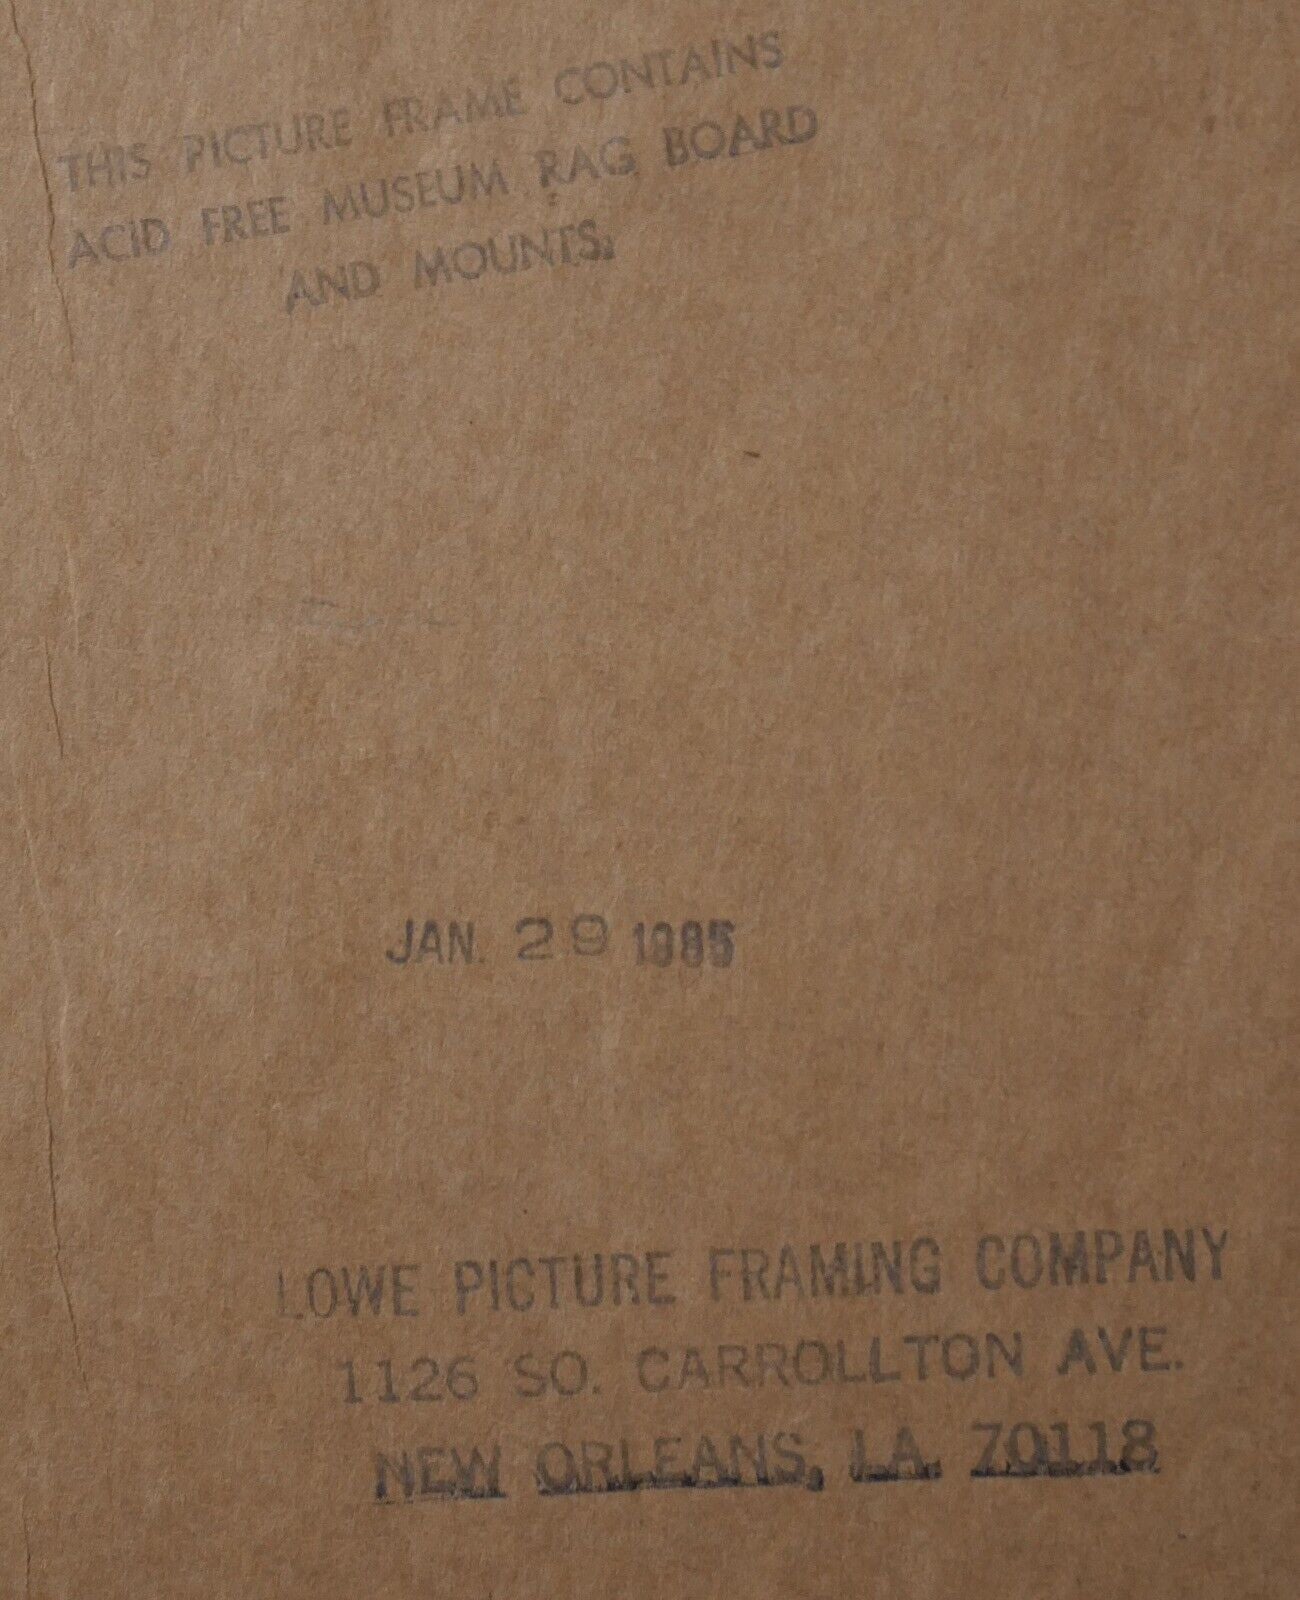 THIS PICTURE FRAME CONTAINS
ACID FREE MUSEUM RAG BOARD
AND MOUNTS.
JAN. 29 1985
LOWE PICTURE FRAMING COMPANY
1126 SO. CARROLLTON AVE.
NEW ORLEANS, LA. 70118